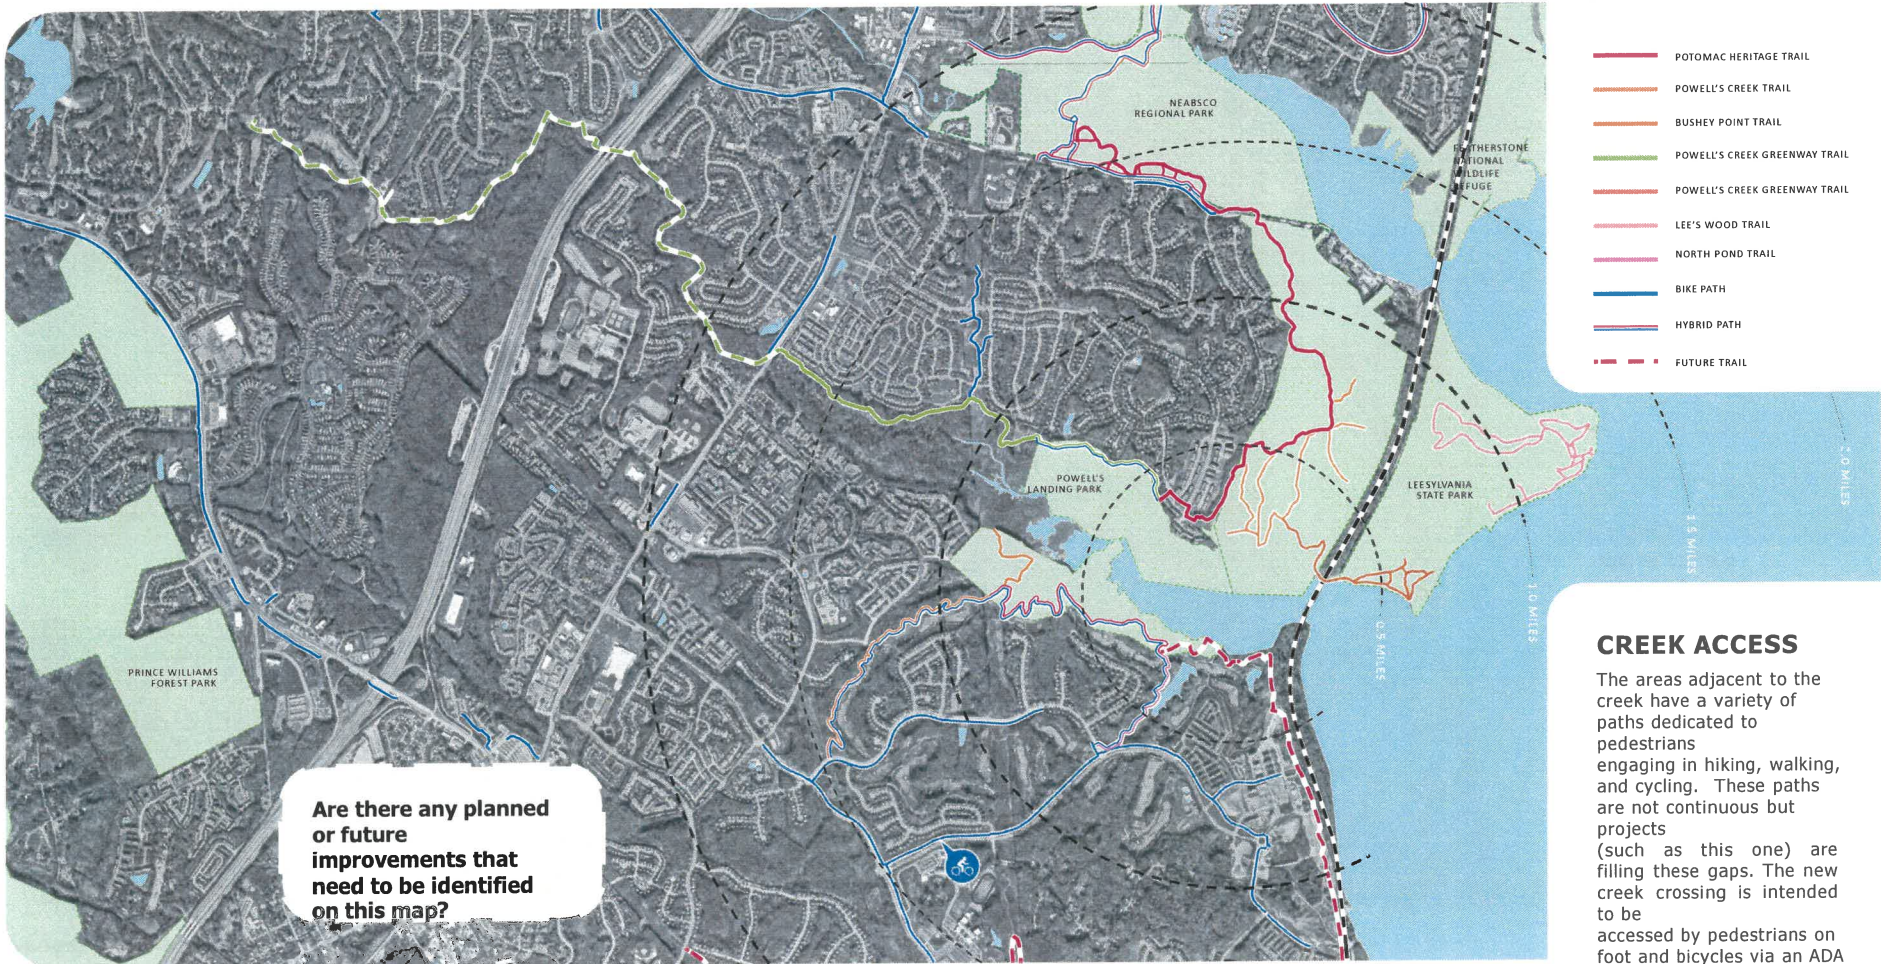 NEABSCO
REGIONAL PARK
FEATHERSTONE
NATIONAL
WILDLIFE
REFUGE
POWELL'S
LANDING PARK
LEESYLVANIA
STATE PARK
PRINCE WILLIAMS
FOREST PARK
0.5 MILES
1.0 MILES
1.5 MILES
2.0 MILES
POTOMAC HERITAGE TRAIL
POWELL'S CREEK TRAIL
BUSHEY POINT TRAIL
POWELL'S CREEK GREENWAY TRAIL
POWELL'S CREEK GREENWAY TRAIL
LEE'S WOOD TRAIL
NORTH POND TRAIL
BIKE PATH
HYBRID PATH
FUTURE TRAIL
Are there any planned
or future
improvements that
need to be identified
on this map?
CREEK ACCESS
The areas adjacent to the
creek have a variety of
paths dedicated to
pedestrians
engaging in hiking, walking,
and cycling. These paths
are not continuous but
projects
(such as this one) are
filling these gaps. The new
creek crossing is intended
to be
accessed by pedestrians on
foot and bicycles via an ADA